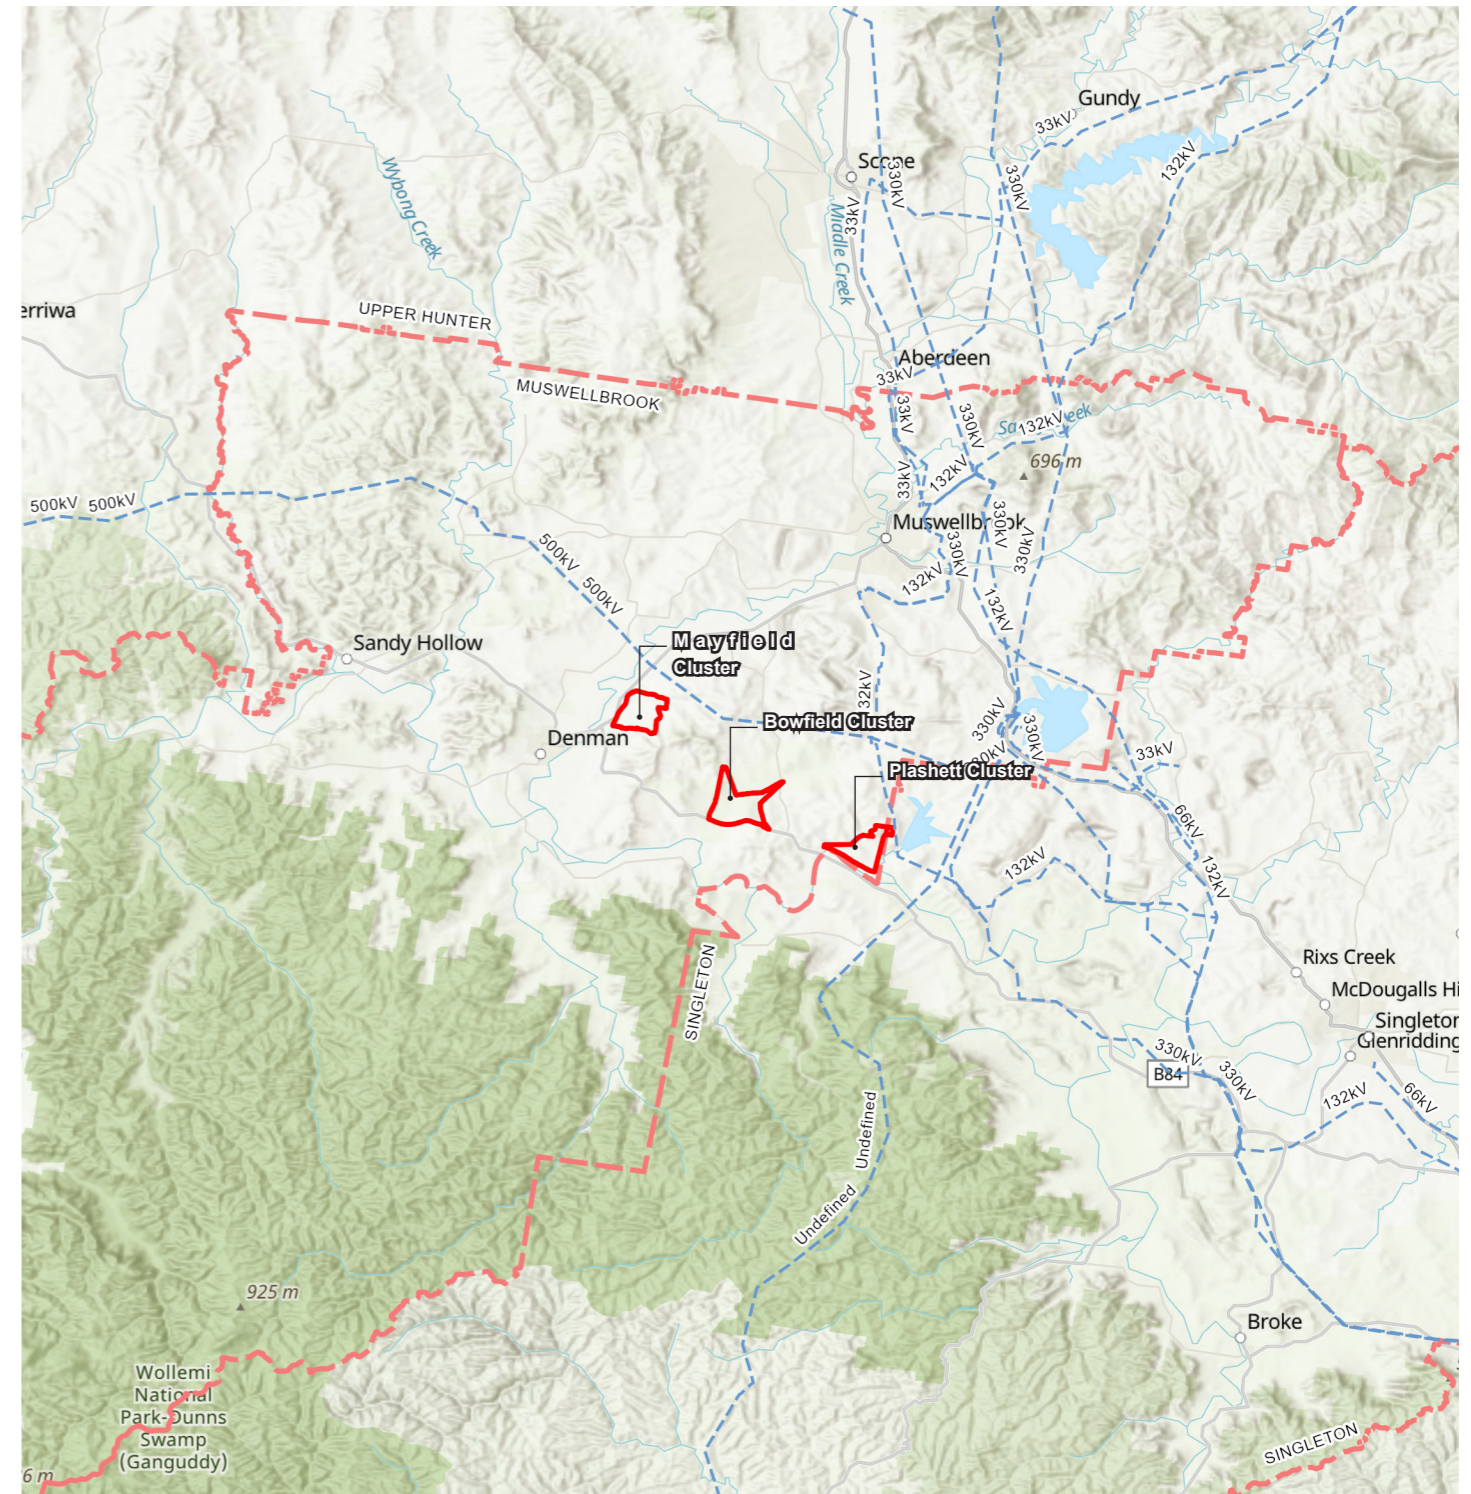 Gundy
33kV
132kV
Scone
330kV
330kV
33kV
Wybong Creek
Middle Creek
erriwa
UPPER HUNTER
MUSWELLBROOK
Aberdeen
33kV
33kV
330kV
132kV
696 m
33kV
132kV
500kV
500kV
330kV
Muswellbrook
330kV
330kV
500kV
500kV
132kV
132kV
Sandy Hollow
Mayfield
Cluster
32kV
Denman
Bowfield Cluster
330kV
330kV
30kV
33kV
Plashett Cluster
66kV
132kV
132kV
SINGLETON
Rixs Creek
McDougalls Hi
Singleton
Glenridding
330kV
B84
330kV
132kV
66kV
Undefined
Undefined
925 m
Broke
Wollemi
National
Park-Dunns
Swamp
(Ganguddy)
6 m
SINGLETON